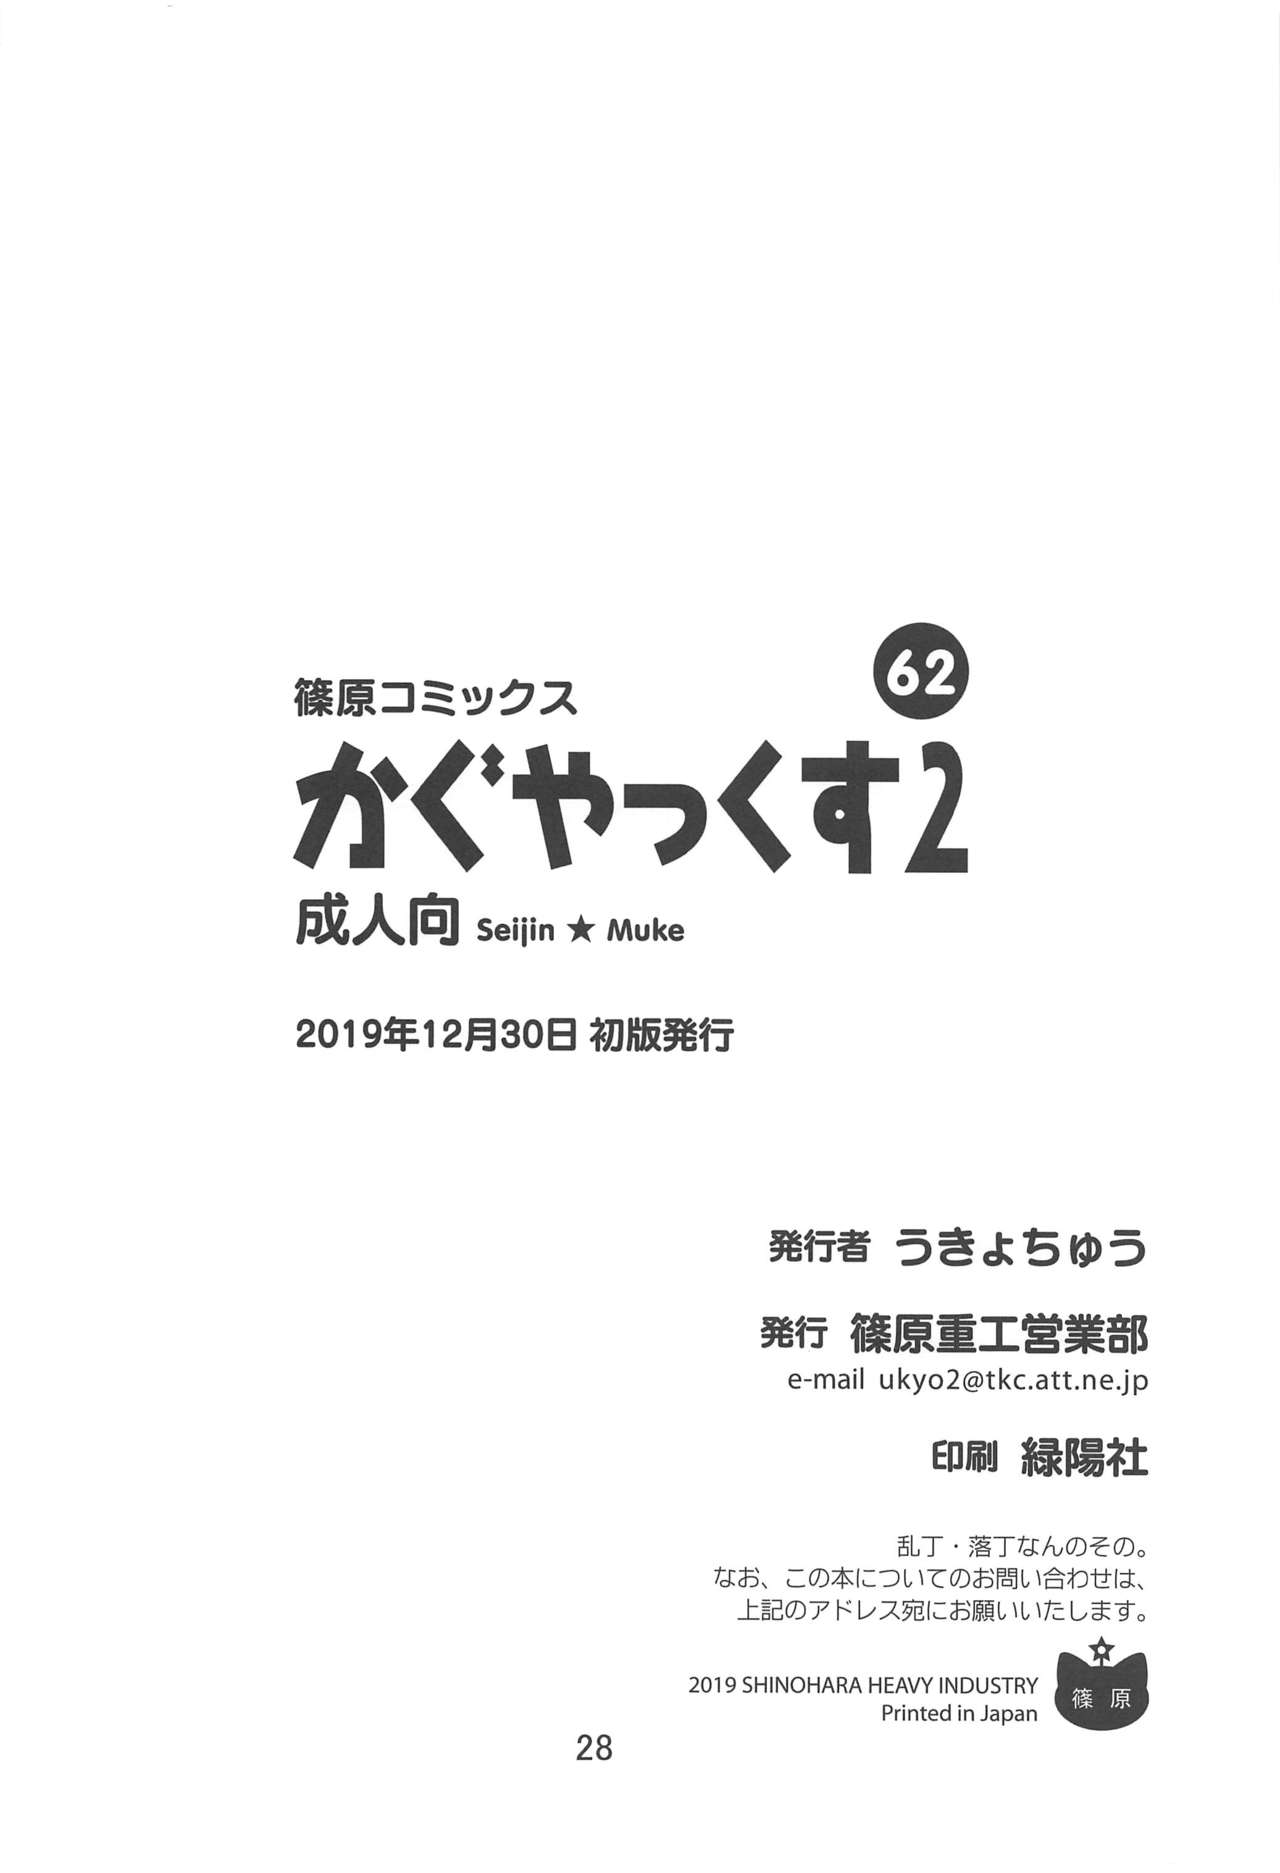 62
篠原コミックス
かぐやっくす2
成人向 Seijin ★ Muke
2019年12月30日 初版発行
発行者 うきょちゅう
発行 篠原重工営業部
e-mail ukyo2@tkc.att.ne.jp
印刷 緑陽社
乱丁・落丁なんのその。
なお、この本についてのお問い合わせは、
上記のアドレス宛にお願いいたします。
2019 SHINOHARA HEAVY INDUSTRY
Printed in Japan
篠原
28